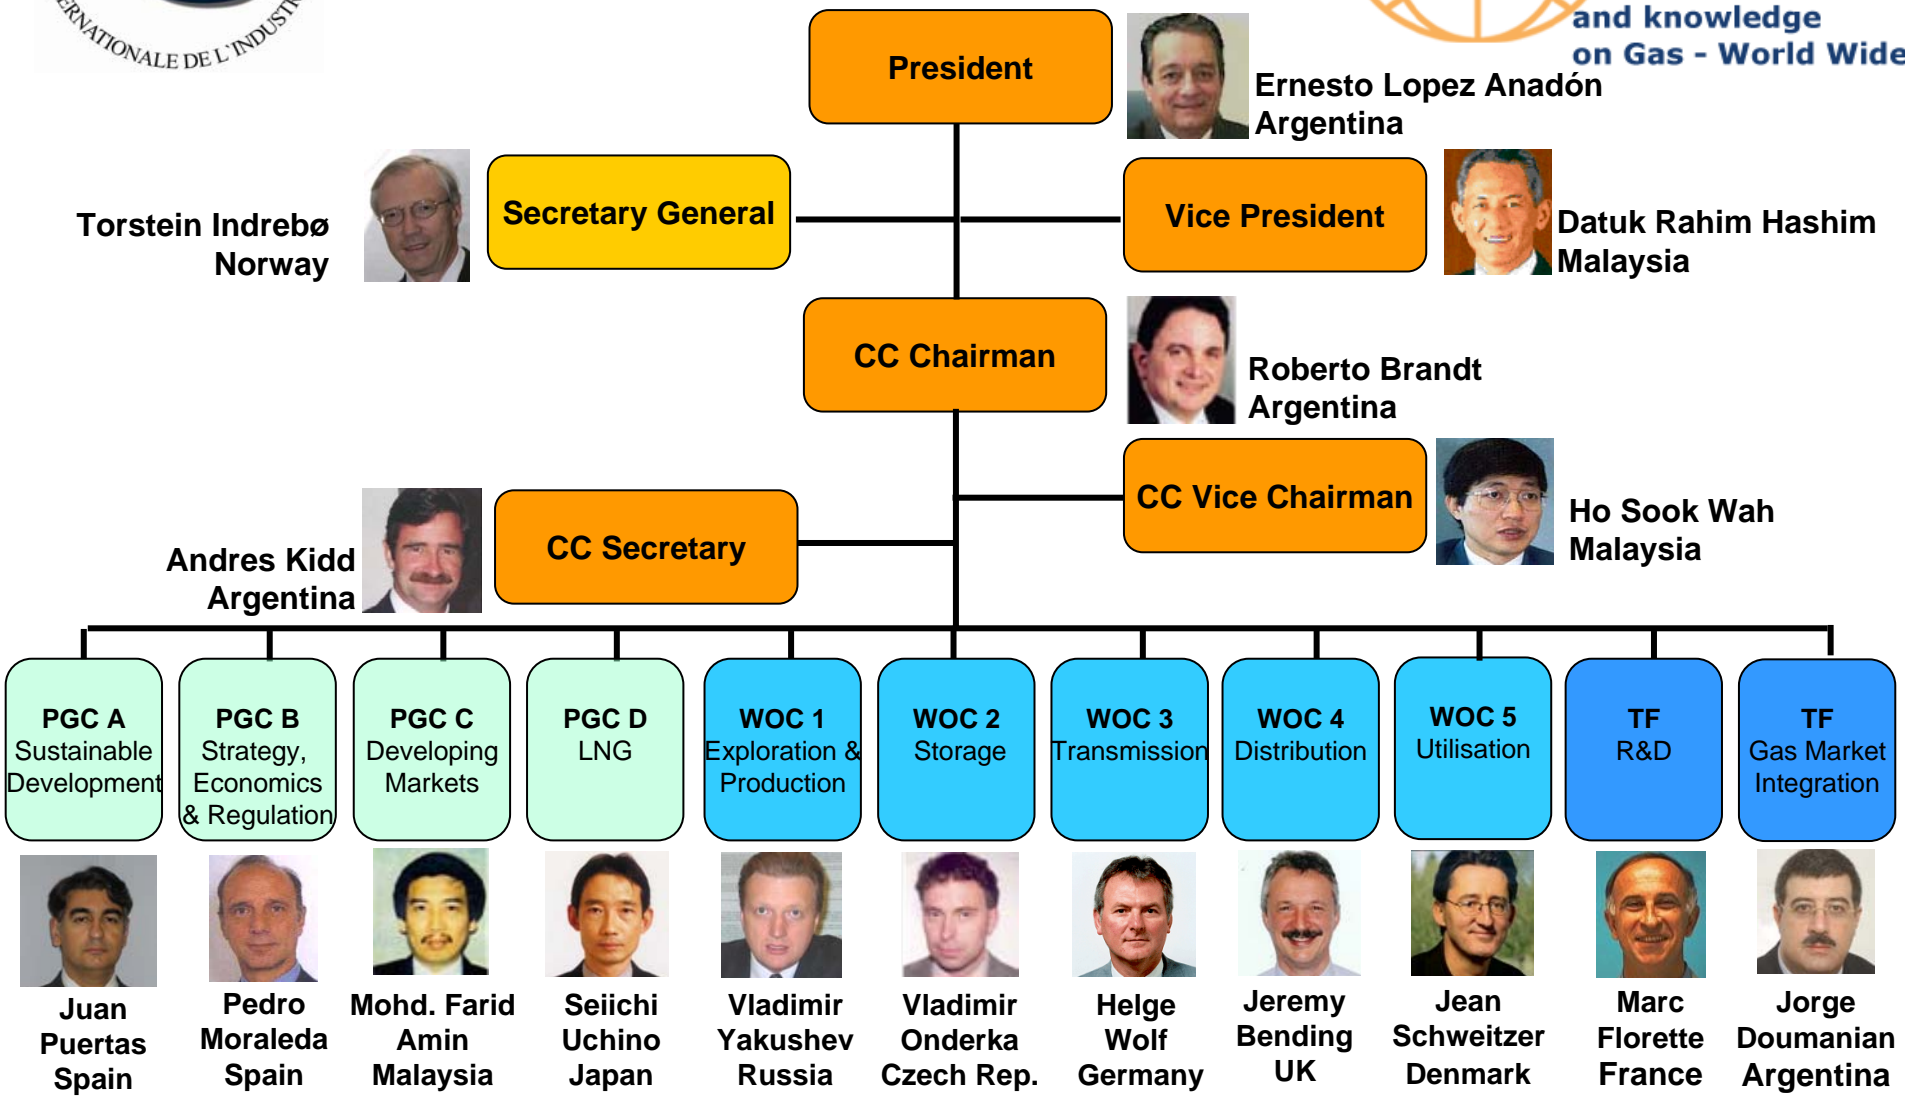 ERNATIONALE DE L'INDUSTRI
and knowledge
on Gas - World Wide
President
Ernesto Lopez Anadón
Argentina
Torstein Indrebø
Norway
Secretary General
Vice President
Datuk Rahim Hashim
Malaysia
CC Chairman
Roberto Brandt
Argentina
CC Vice Chairman
Ho Sook Wah
Malaysia
Andres Kidd
Argentina
CC Secretary
PGC A
Sustainable
Development
PGC B
Strategy,
Economics
& Regulation
PGC C
Developing
Markets
PGC D
LNG
WOC 1
Exploration &
Production
WOC 2
Storage
WOC 3
Transmission
WOC 4
Distribution
WOC 5
Utilisation
TF
R&D
TF
Gas Market
Integration
Juan
Puertas
Spain
Pedro
Moraleda
Spain
Mohd. Farid
Amin
Malaysia
Seiichi
Uchino
Japan
Vladimir
Yakushev
Russia
Vladimir
Onderka
Czech Rep.
Helge
Wolf
Germany
Jeremy
Bending
UK
Jean
Schweitzer
Denmark
Marc
Florette
France
Jorge
Doumanian
Argentina